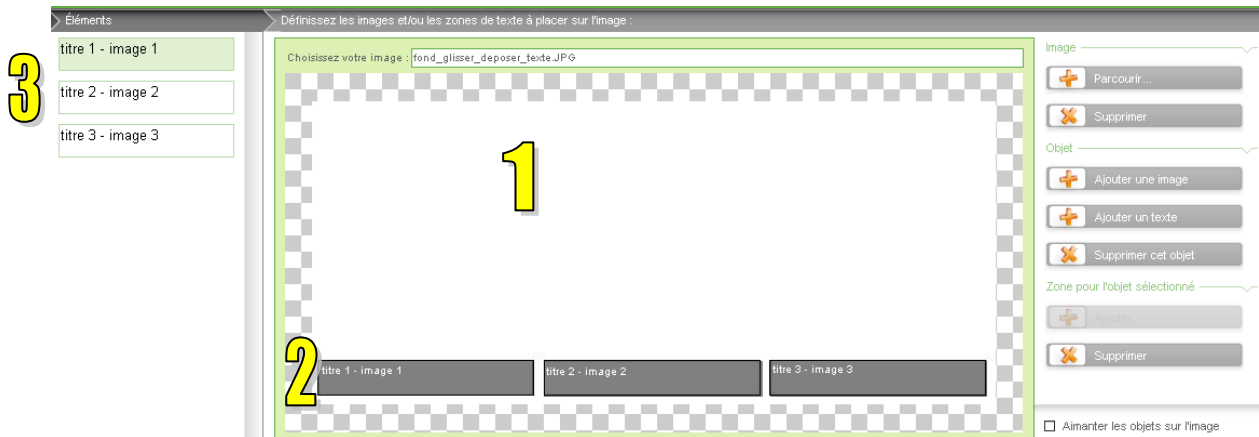 Éléments
Définissez les images et/ou les zones de texte à placer sur l'image :
3
titre 1 - image 1
titre 2 - image 2
titre 3 - image 3
Choisissez votre image : fond_glisser_deposer_texte.JPG
1
2
titre 1 - image 1
titre 2 - image 2
titre 3 - image 3
Image
Parcourir...
Supprimer
Objet
Ajouter une image
Ajouter un texte
Supprimer cet objet
Zone pour l'objet sélectionné
Ajouter
Supprimer
Aimanter les objets sur l'image